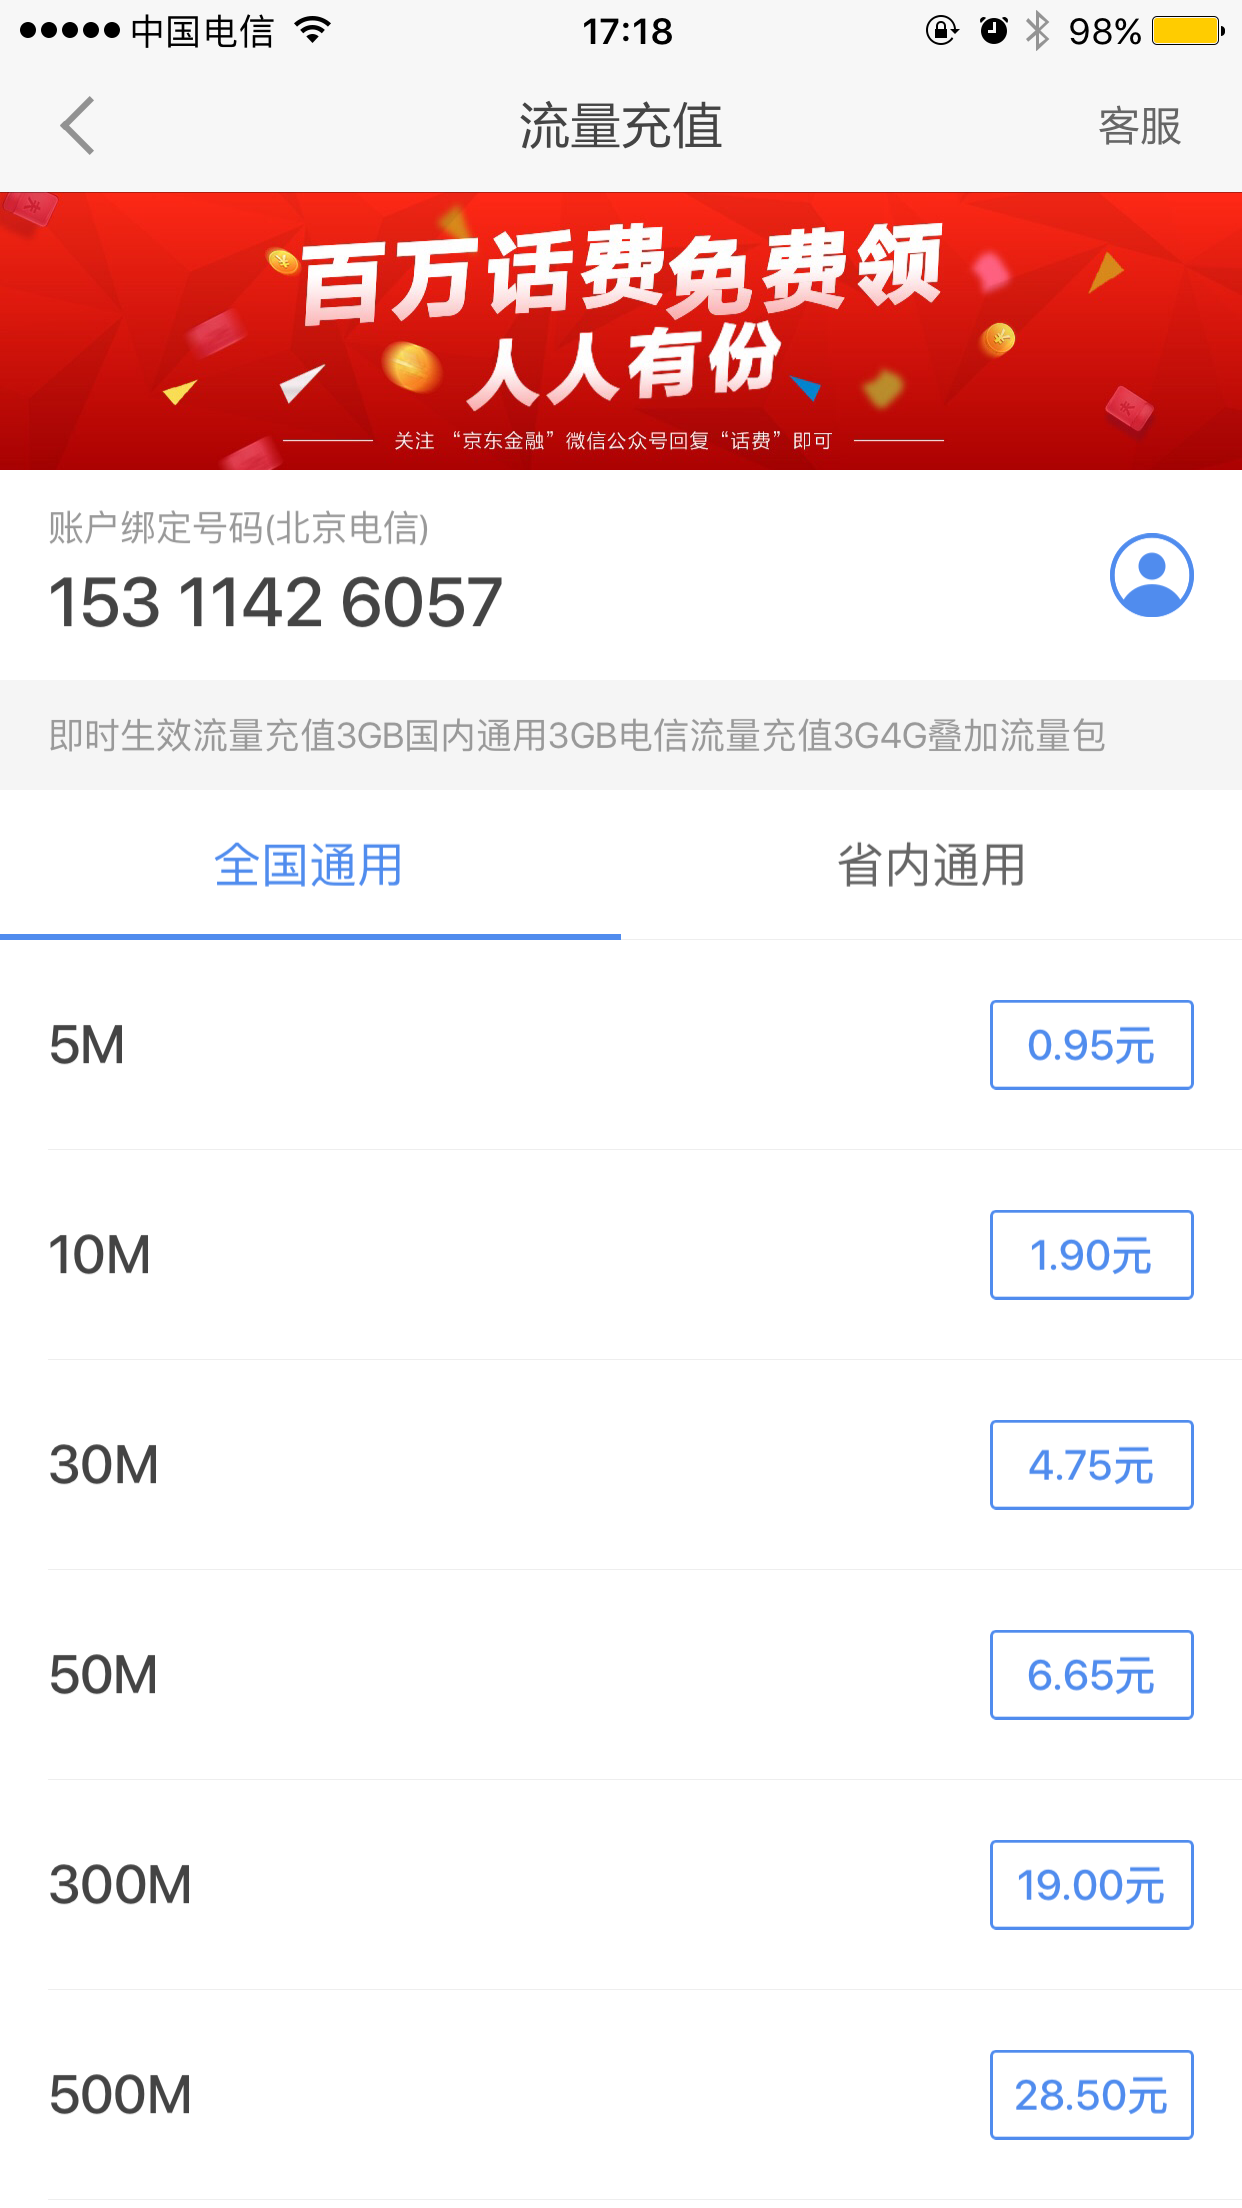 中国电信 17:18 98%
流量充值 客服
百万话费免费领
人人有份
关注 “京东金融”微信公众号回复“话费”即可
账户绑定号码(北京电信)
153 1142 6057
即时生效流量充值3GB国内通用3GB电信流量充值3G4G叠加流量包
全国通用 省内通用
5M 0.95元
10M 1.90元
30M 4.75元
50M 6.65元
300M 19.00元
500M 28.50元